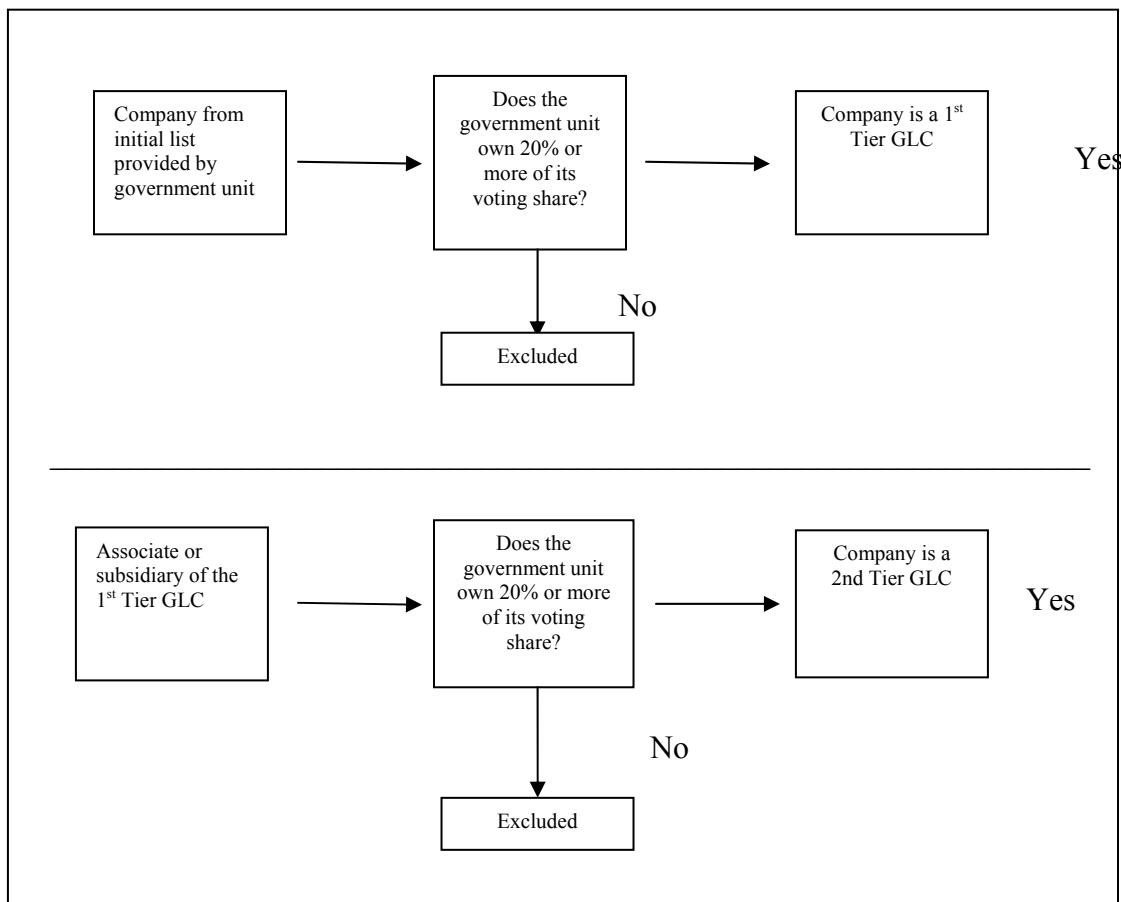 Company from
initial list
provided by
government unit
Does the
government unit
own 20% or
more of its
voting share?
Company is a 1st
Tier GLC
Yes
No
Excluded
Associate or
subsidiary of the
1st Tier GLC
Does the
government unit
own 20% or more
of its voting
share?
Company is a
2nd Tier GLC
Yes
No
Excluded